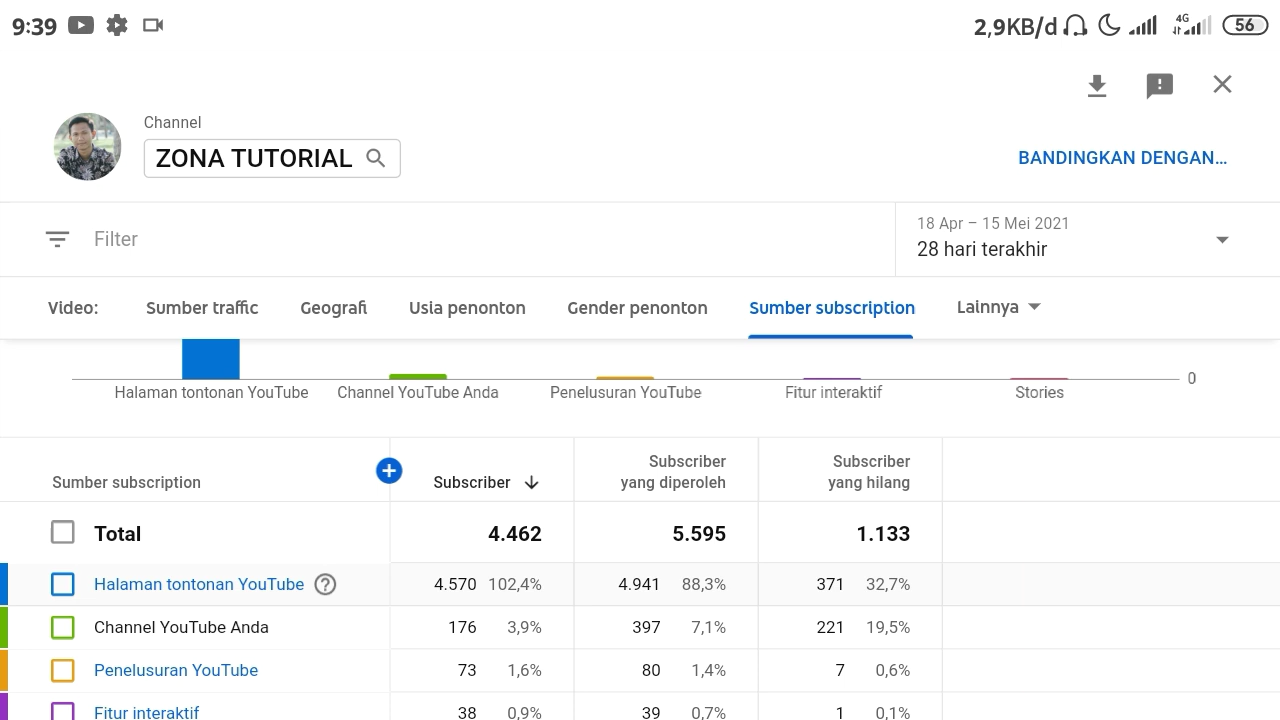 9:39 2,9KB/d 4G 56
Channel
ZONA TUTORIAL
BANDINGKAN DENGAN...
Filter
18 Apr – 15 Mei 2021
28 hari terakhir
Video: Sumber traffic Geografi Usia penonton Gender penonton Sumber subscription Lainnya
0
Halaman tontonan YouTube Channel YouTube Anda Penelusuran YouTube Fitur interaktif Stories
Sumber subscription Subscriber Subscriber yang diperoleh Subscriber yang hilang
Total 4.462 5.595 1.133
Halaman tontonan YouTube 4.570 102,4% 4.941 88,3% 371 32,7%
Channel YouTube Anda 176 3,9% 397 7,1% 221 19,5%
Penelusuran YouTube 73 1,6% 80 1,4% 7 0,6%
Fitur interaktif 38 0,9% 39 0,7% 1 0,1%